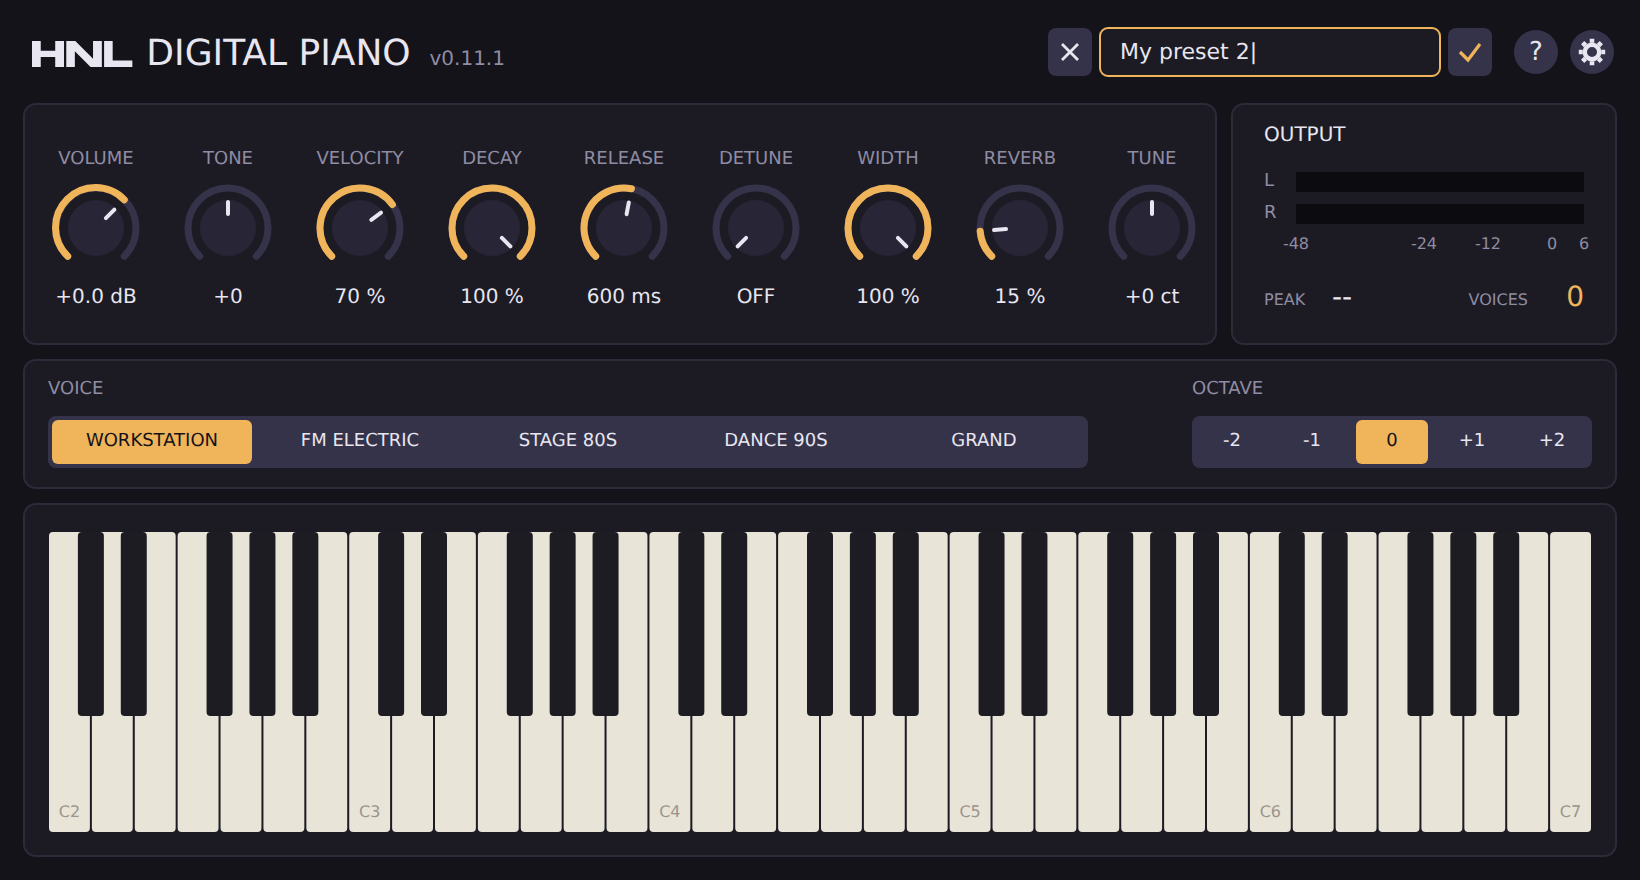 HNL DIGITAL PIANO v0.11.1
My preset 2
?
VOLUME TONE VELOCITY DECAY RELEASE DETUNE WIDTH REVERB TUNE
+0.0 dB +0 70 % 100 % 600 ms OFF 100 % 15 % +0 ct
OUTPUT
L
R
-48 -24 -12 0 6
PEAK -- VOICES 0
VOICE
WORKSTATION FM ELECTRIC STAGE 80S DANCE 90S GRAND
OCTAVE
-2 -1 0 +1 +2
C2 C3 C4 C5 C6 C7